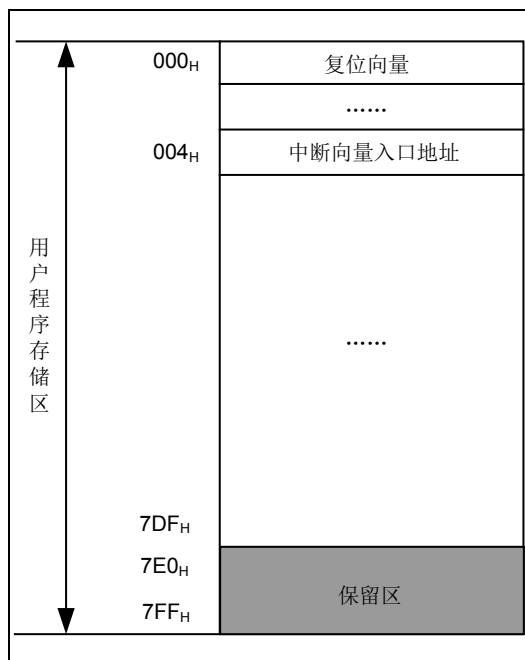 000H 复位向量
......
004H 中断向量入口地址
用户程序存储区
......
7DFH
7E0H
保留区
7FFH